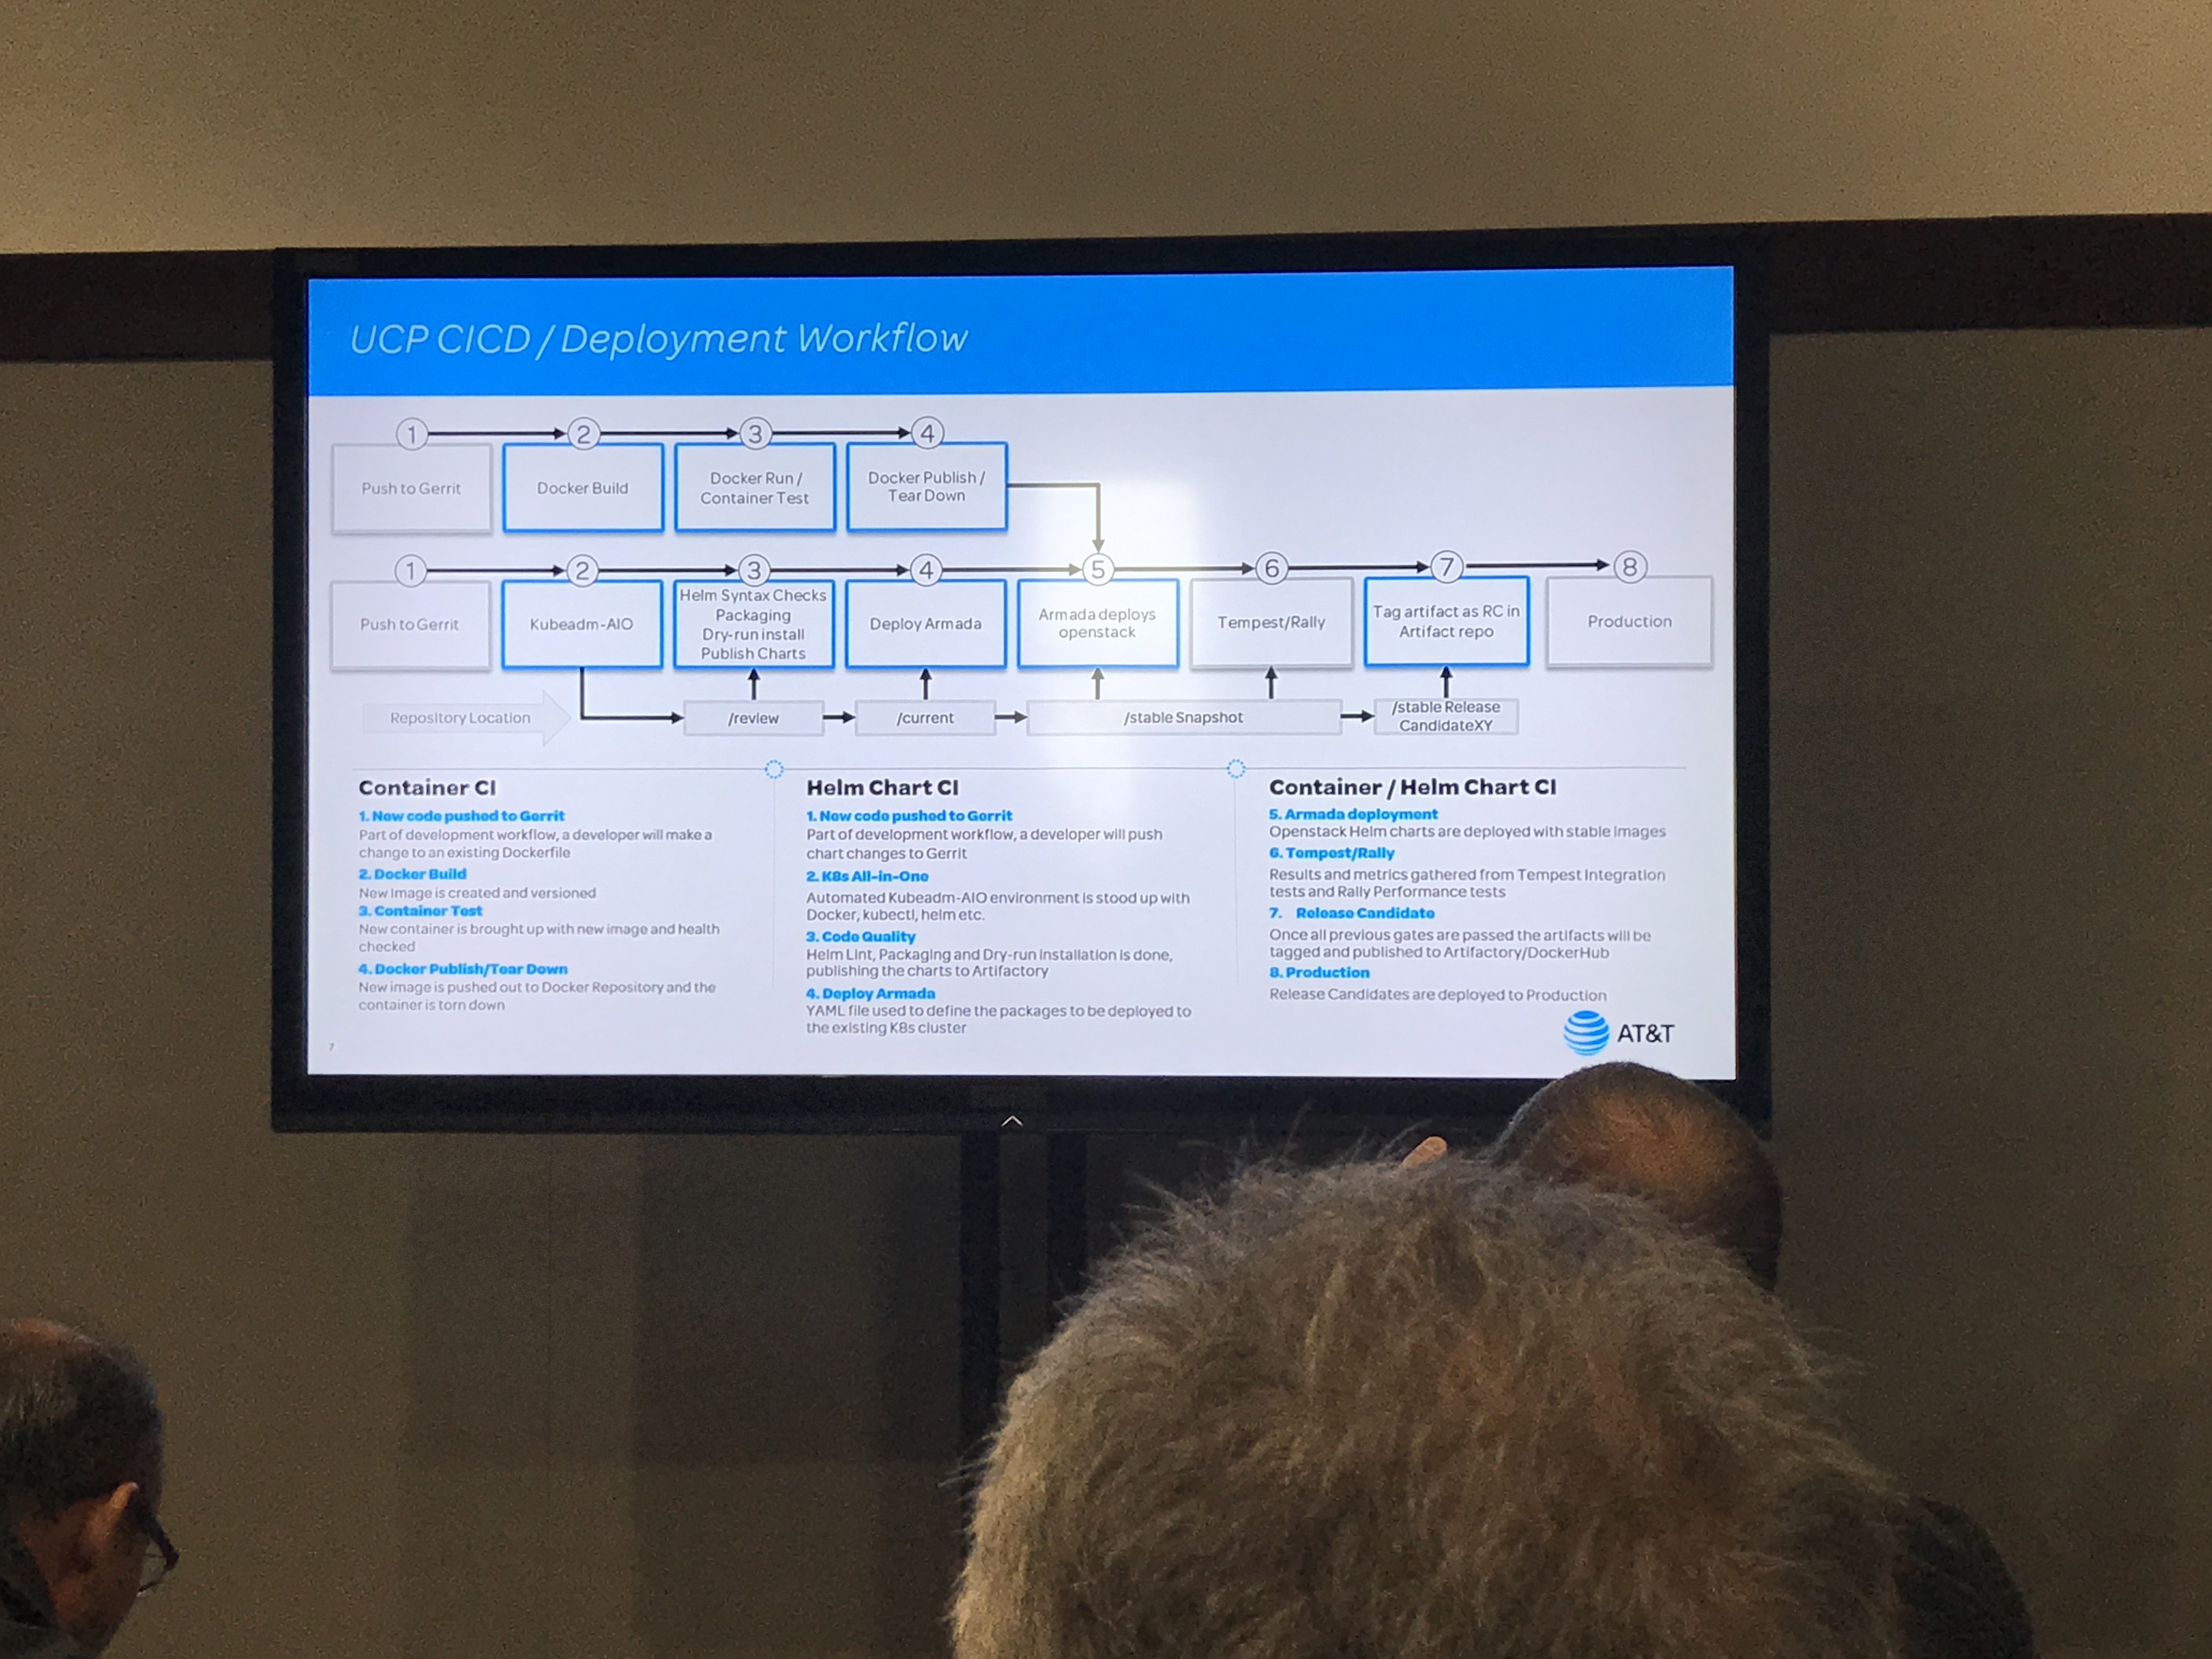 UCP CICD / Deployment Workflow
1
2
3
4
Push to Gerrit
Docker Build
Docker Run /
Container Test
Docker Publish /
Tear Down
1
2
3
4
5
6
7
8
Push to Gerrit
Kubeadm-AIO
Helm Syntax Checks
Packaging
Dry-run install
Publish Charts
Deploy Armada
Armada deploys
openstack
Tempest/Rally
Tag artifact as RC in
Artifact repo
Production
Repository Location
/review
/current
/stable Snapshot
/stable Release
CandidateXY
Container CI
1. New code pushed to Gerrit
Part of development workflow, a developer will make a
change to an existing Dockerfile
2. Docker Build
New Image is created and versioned
3. Container Test
New container is brought up with new image and health
checked
4. Docker Publish/Tear Down
New image is pushed out to Docker Repository and the
container is torn down
Helm Chart CI
1. New code pushed to Gerrit
Part of development workflow, a developer will push
chart changes to Gerrit
2. K8s All-in-One
Automated Kubeadm-AIO environment is stood up with
Docker, kubectl, helm etc.
3. Code Quality
Helm Lint, Packaging and Dry-run installation is done,
publishing the charts to Artifactory
4. Deploy Armada
YAML file used to define the packages to be deployed to
the existing K8s cluster
Container / Helm Chart CI
5. Armada deployment
Openstack Helm charts are deployed with stable Images
6. Tempest/Rally
Results and metrics gathered from Tempest Integration
tests and Rally Performance tests
7. Release Candidate
Once all previous gates are passed the artifacts will be
tagged and published to Artifactory/DockerHub
8. Production
Release Candidates are deployed to Production
AT&T
7